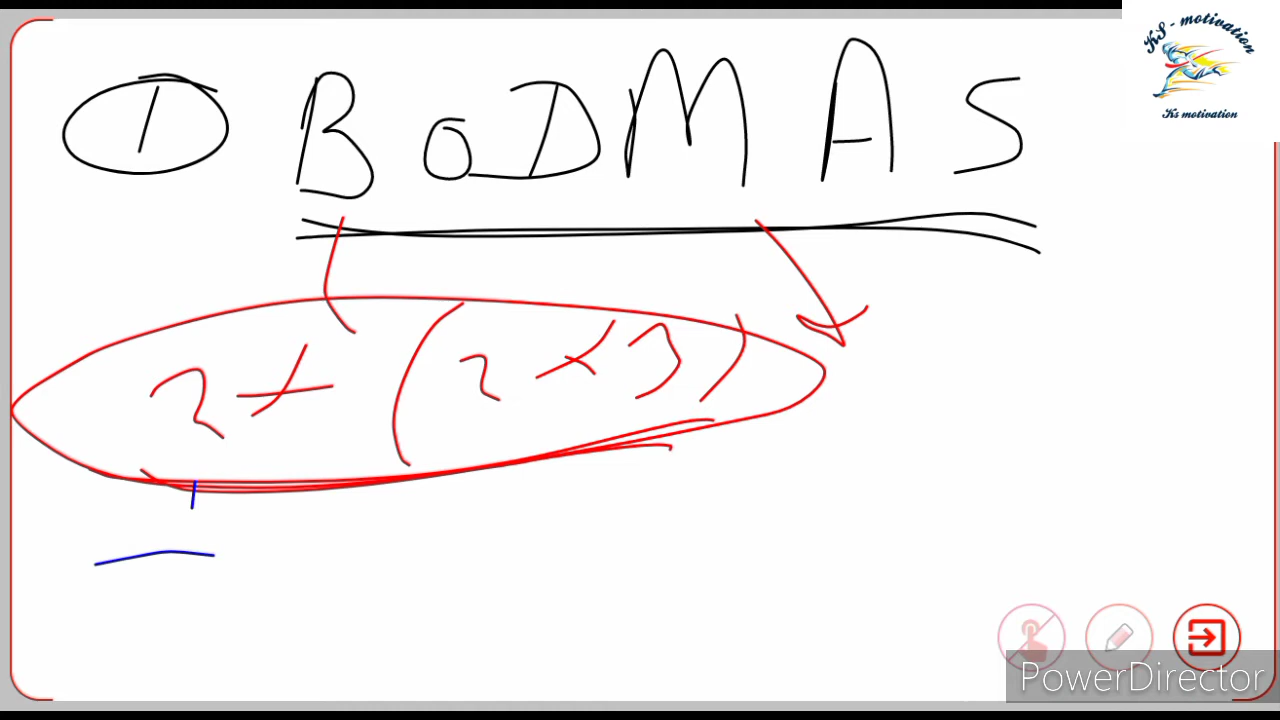 KS - motivation
Ks motivation
1 BODMAS
2 + (2 × 3)
PowerDirector